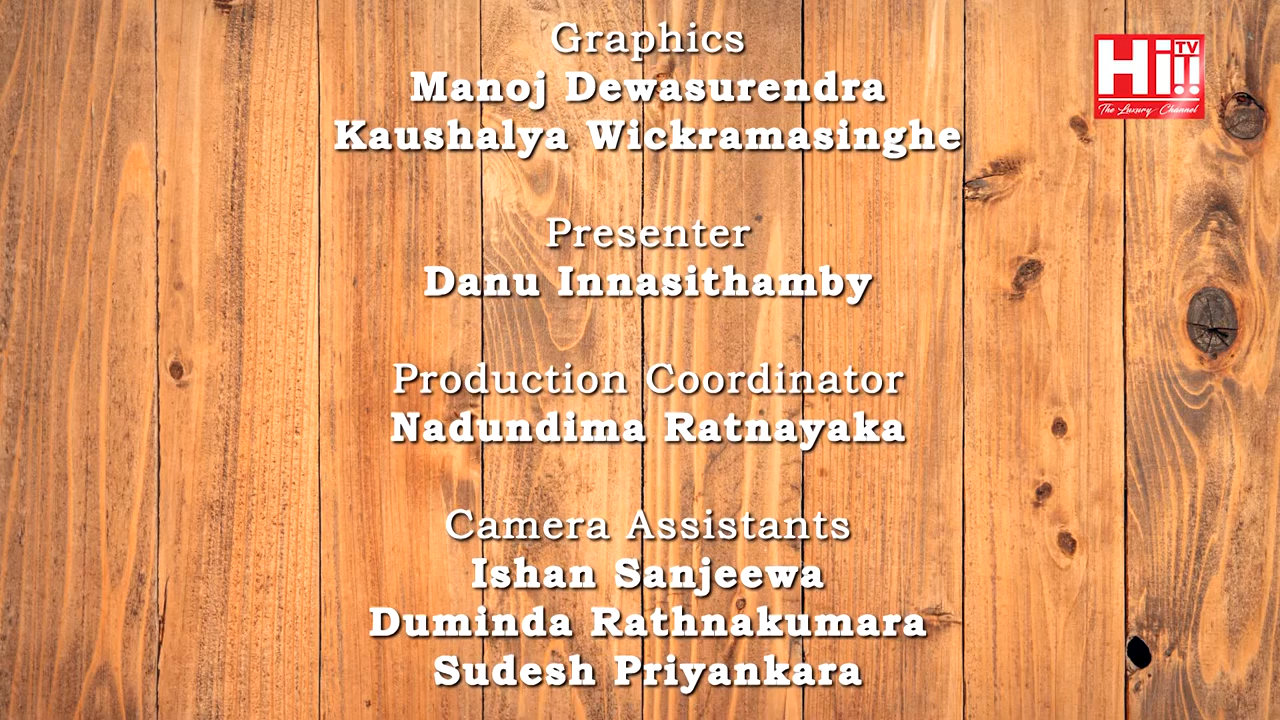 Graphics
Manoj Dewasurendra
Kaushalya Wickramasinghe
Presenter
Danu Innasithamby
Production Coordinator
Nadundima Ratnayaka
Camera Assistants
Ishan Sanjeewa
Duminda Rathnakumara
Sudesh Priyankara
Hi!! TV
The Luxury Channel